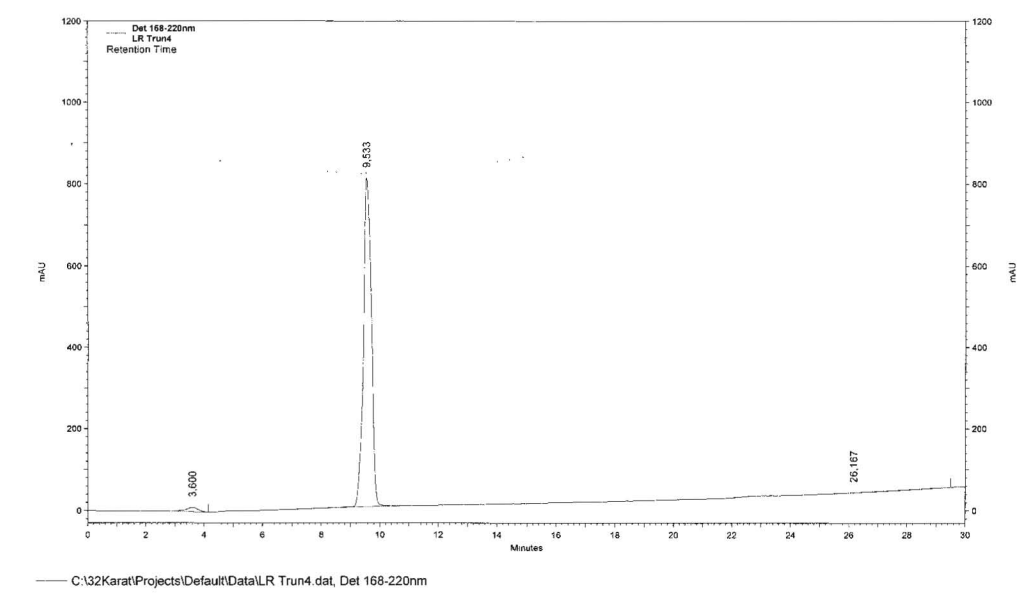 Det 168-220nm
LR Trun4
Retention Time
1200
1000
800
600
400
200
0
mAU
3.600
9.533
26.167
1200
1000
800
600
400
200
0
mAU
0 2 4 6 8 10 12 14 16 18 20 22 24 26 28 30
Minutes
C:\32Karat\Projects\Default\Data\LR Trun4.dat, Det 168-220nm